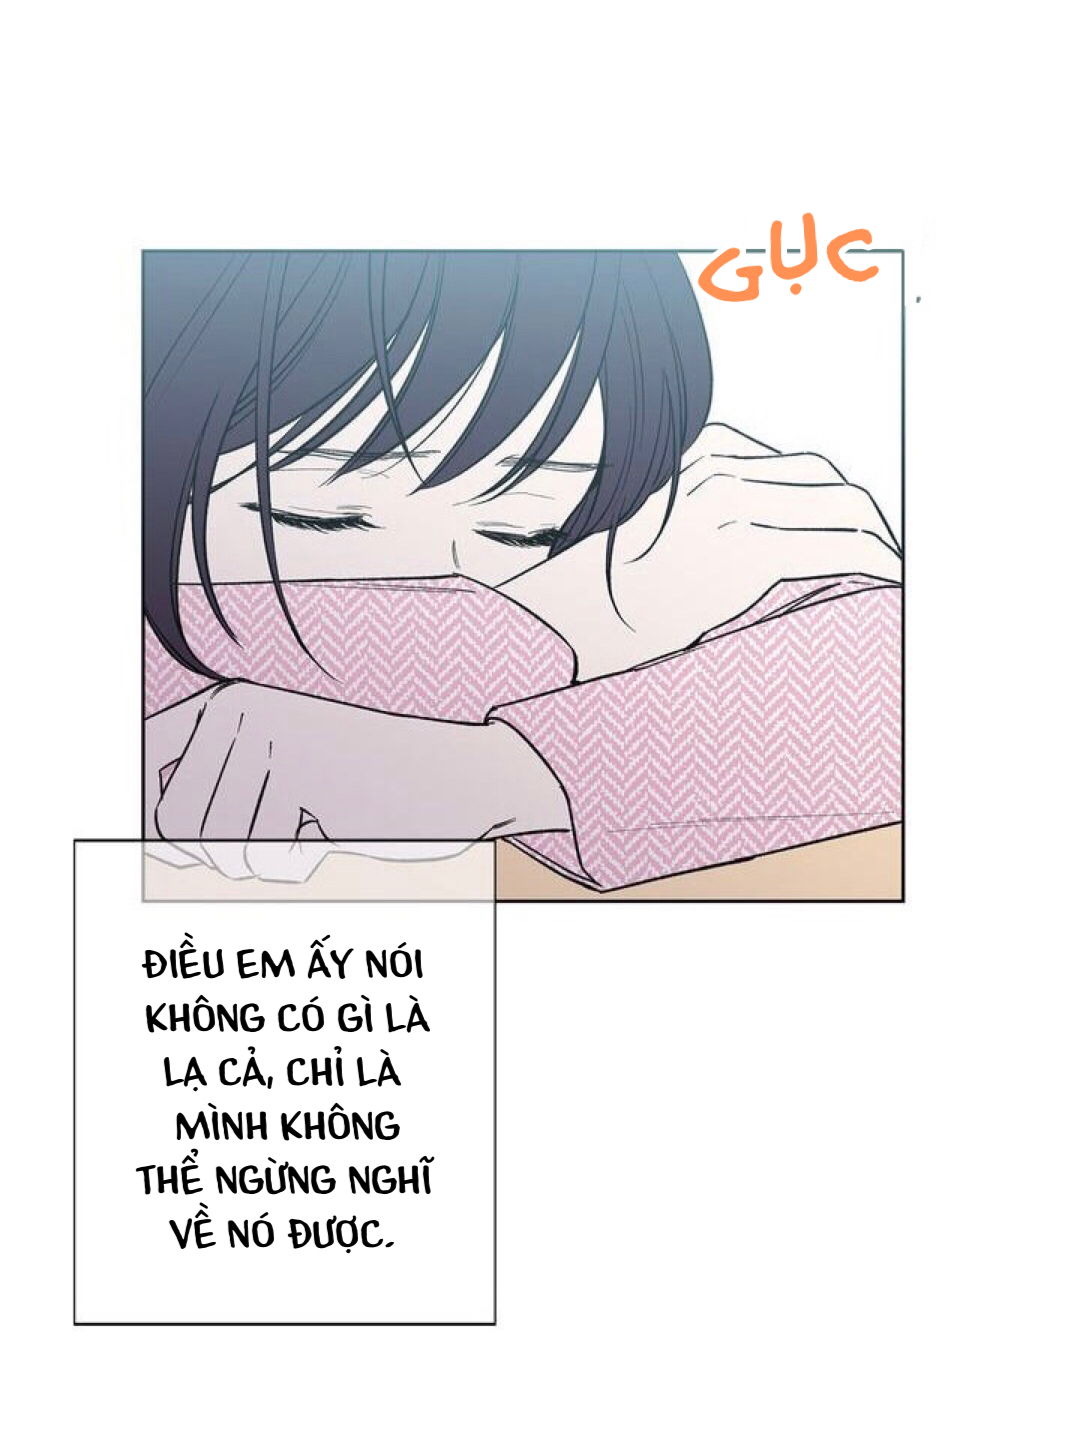 GỤC
ĐIỀU EM ẤY NÓI
KHÔNG CÓ GÌ LÀ
LẠ CẢ, CHỈ LÀ
MÌNH KHÔNG
THỂ NGỪNG NGHĨ
VỀ NÓ ĐƯỢC.